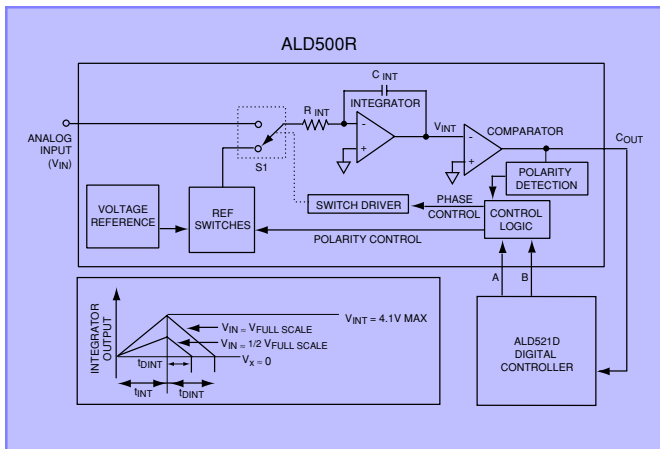 ALD500R
C INT
R INT
INTEGRATOR
VINT
COMPARATOR
COUT
ANALOG
INPUT
(VIN)
S1
POLARITY
DETECTION
VOLTAGE
REFERENCE
REF
SWITCHES
SWITCH DRIVER
PHASE
CONTROL
CONTROL
LOGIC
POLARITY CONTROL
A
B
INTEGRATOR
OUTPUT
VINT = 4.1V MAX
VIN = VFULL SCALE
VIN = 1/2 VFULL SCALE
tDINT
VX = 0
tINT
tDINT
ALD521D
DIGITAL
CONTROLLER